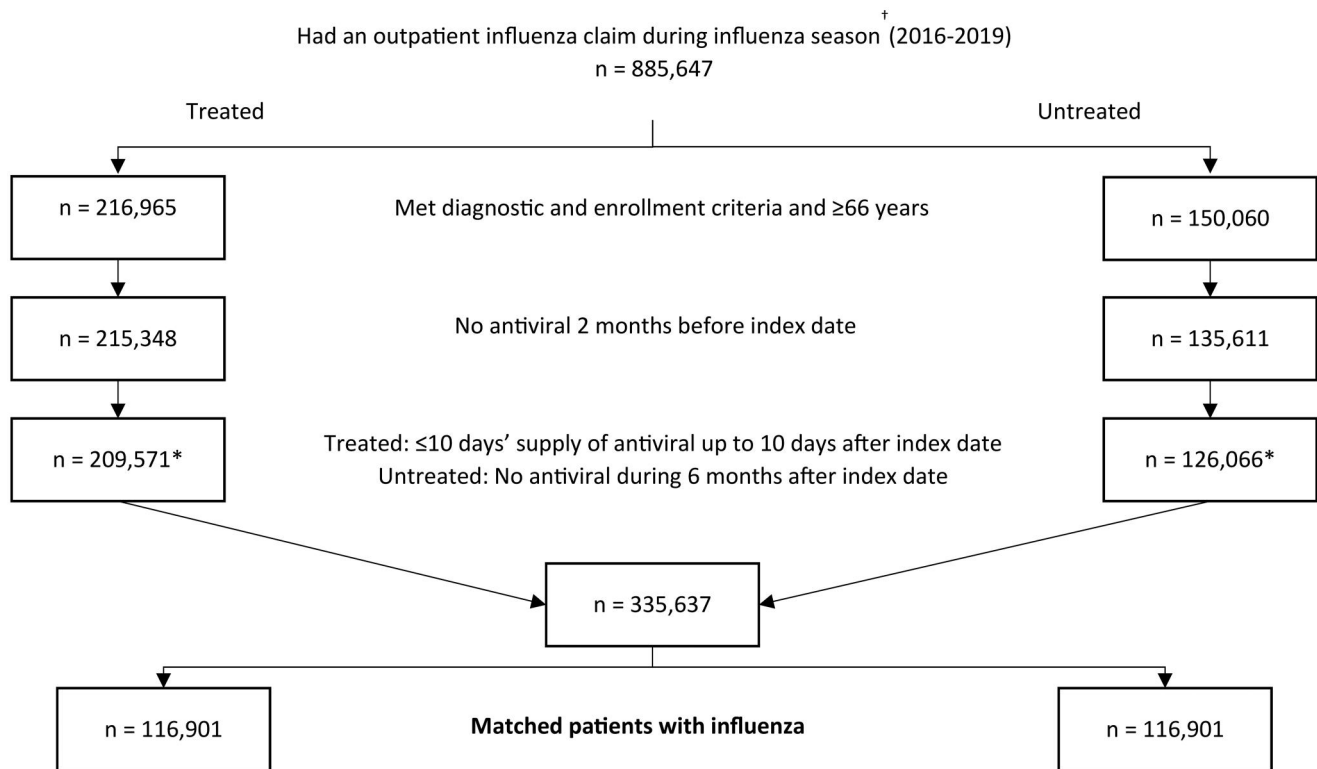 Had an outpatient influenza claim during influenza season†(2016-2019)
n = 885,647
Treated
Untreated
n = 216,965
Met diagnostic and enrollment criteria and ≥66 years
n = 150,060
n = 215,348
No antiviral 2 months before index date
n = 135,611
n = 209,571*
Treated: ≤10 days’ supply of antiviral up to 10 days after index date
Untreated: No antiviral during 6 months after index date
n = 126,066*
n = 335,637
n = 116,901
Matched patients with influenza
n = 116,901